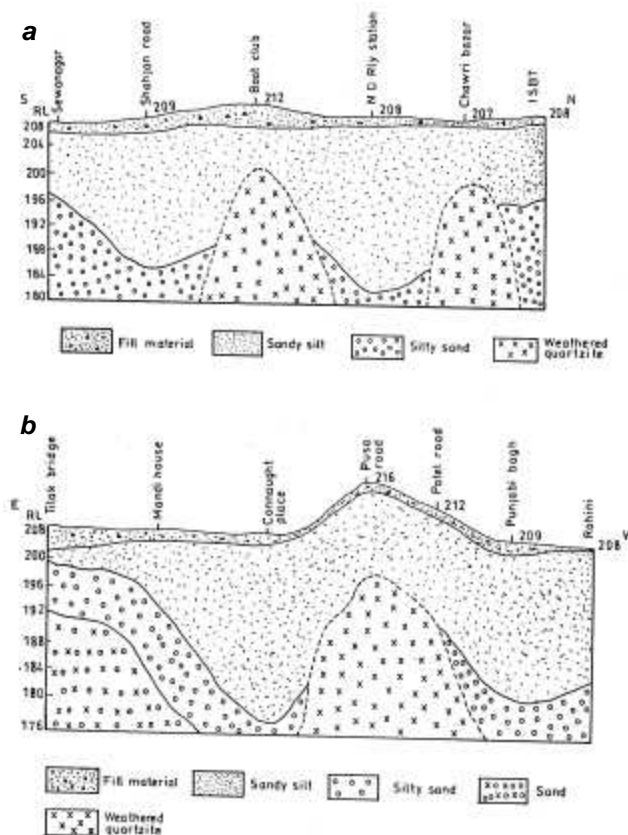 a
Sewanagar
Shahjan road
Boat club
N D Rly station
Chawri bazar
ISBT
S
N
RL
209
212
208
207
208
208
204
200
196
192
188
184
180
Fill material
Sandy silt
Silty sand
Weathered quartzite
b
Tilak bridge
Mandi house
Connaught place
Pusa road
Patel road
Punjabi bagh
Rohini
E
RL
216
212
209
208
208
200
196
192
188
184
180
176
Fill material
Sandy silt
Silty sand
Sand
Weathered quartzite